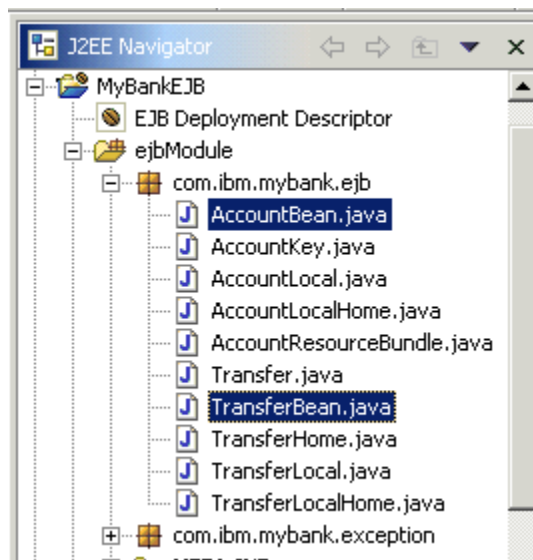 J2EE Navigator
MyBankEJB
EJB Deployment Descriptor
ejbModule
com.ibm.mybank.ejb
AccountBean.java
AccountKey.java
AccountLocal.java
AccountLocalHome.java
AccountResourceBundle.java
Transfer.java
TransferBean.java
TransferHome.java
TransferLocal.java
TransferLocalHome.java
com.ibm.mybank.exception